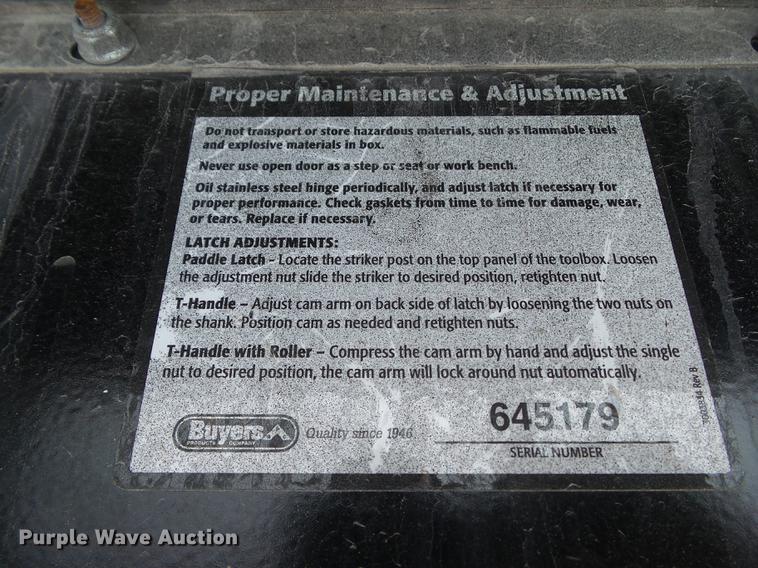 Proper Maintenance & Adjustment
Do not transport or store hazardous materials, such as flammable fuels
and explosive materials in box.
Never use open door as a step or seat or work bench.
Oil stainless steel hinge periodically, and adjust latch if necessary for
proper performance. Check gaskets from time to time for damage, wear,
or tears. Replace if necessary.
LATCH ADJUSTMENTS:
Paddle Latch - Locate the striker post on the top panel of the toolbox. Loosen
the adjustment nut slide the striker to desired position, retighten nut.
T-Handle – Adjust cam arm on back side of latch by loosening the two nuts on
the shank. Position cam as needed and retighten nuts.
T-Handle with Roller – Compress the cam arm by hand and adjust the single
nut to desired position, the cam arm will lock around nut automatically.
Buyers
PRODUCTS COMPANY
Quality since 1946
645179
SERIAL NUMBER
Rev B
Purple Wave Auction